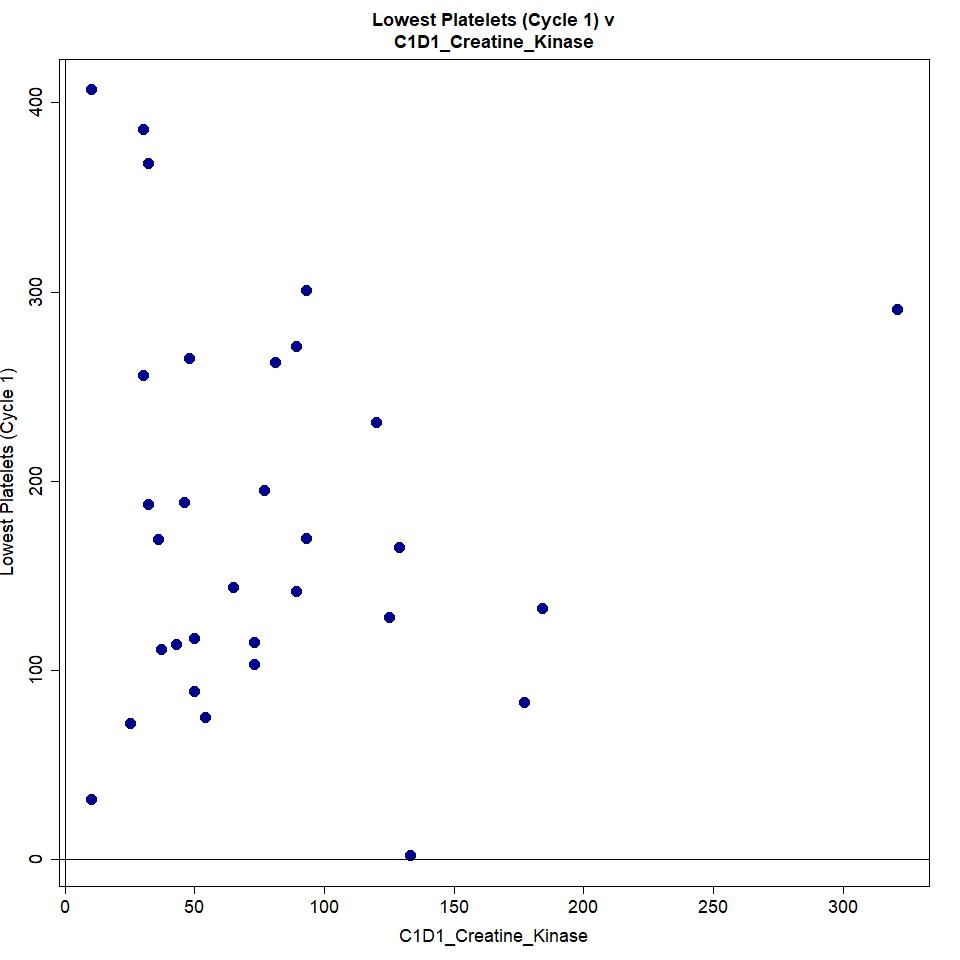 Lowest Platelets (Cycle 1) v
C1D1_Creatine_Kinase
400
300
200
100
0
Lowest Platelets (Cycle 1)
0 50 100 150 200 250 300
C1D1_Creatine_Kinase